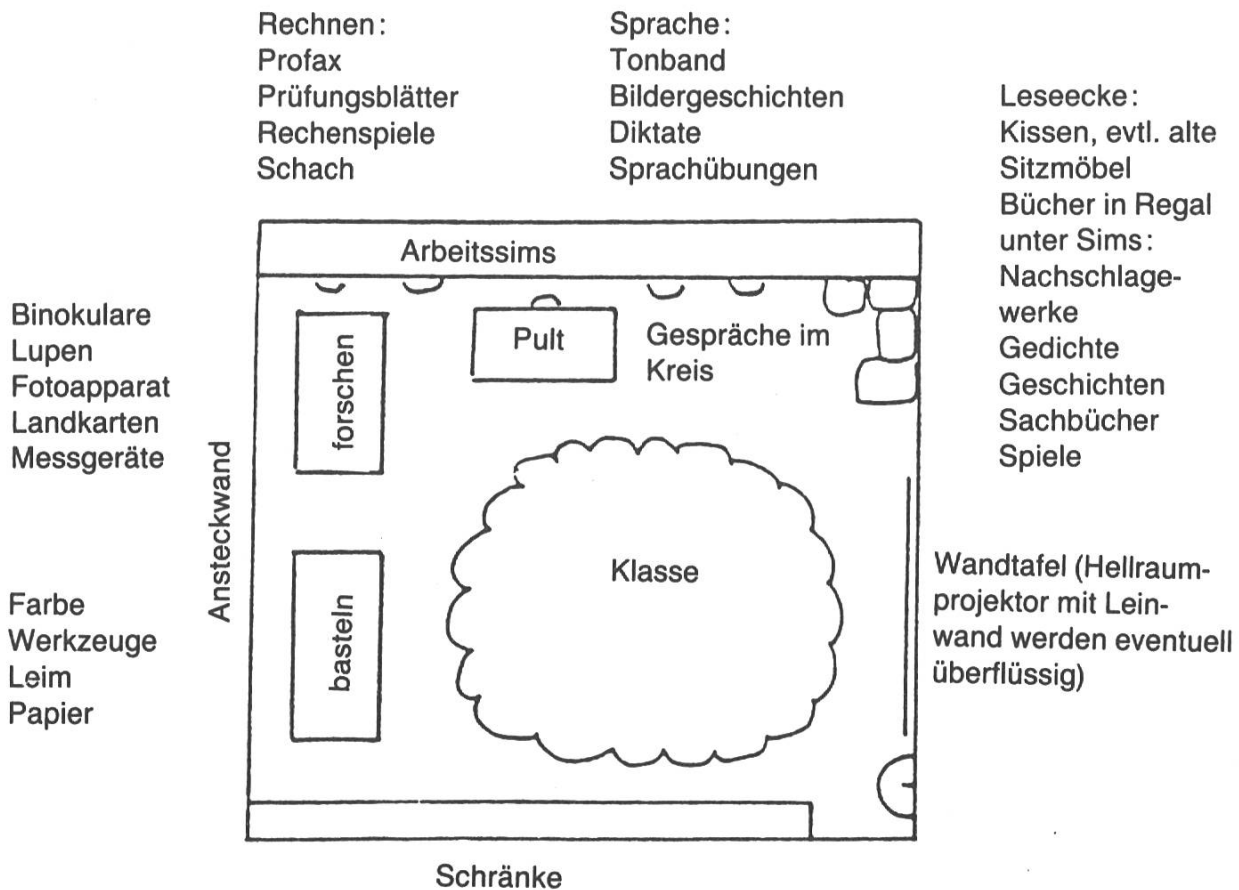 Rechnen:
Profax
Prüfungsblätter
Rechenspiele
Schach
Sprache:
Tonband
Bildergeschichten
Diktate
Sprachübungen
Leseecke:
Kissen, evtl. alte
Sitzmöbel
Bücher in Regal
unter Sims:
Nachschlage-
werke
Gedichte
Geschichten
Sachbücher
Spiele
Arbeitssims
Binokulare
Lupen
Fotoapparat
Landkarten
Messgeräte
forschen
Pult
Gespräche im
Kreis
Ansteckwand
Klasse
Wandtafel (Hellraum-
projektor mit Lein-
wand werden eventuell
überflüssig)
Farbe
Werkzeuge
Leim
Papier
basteln
Schränke